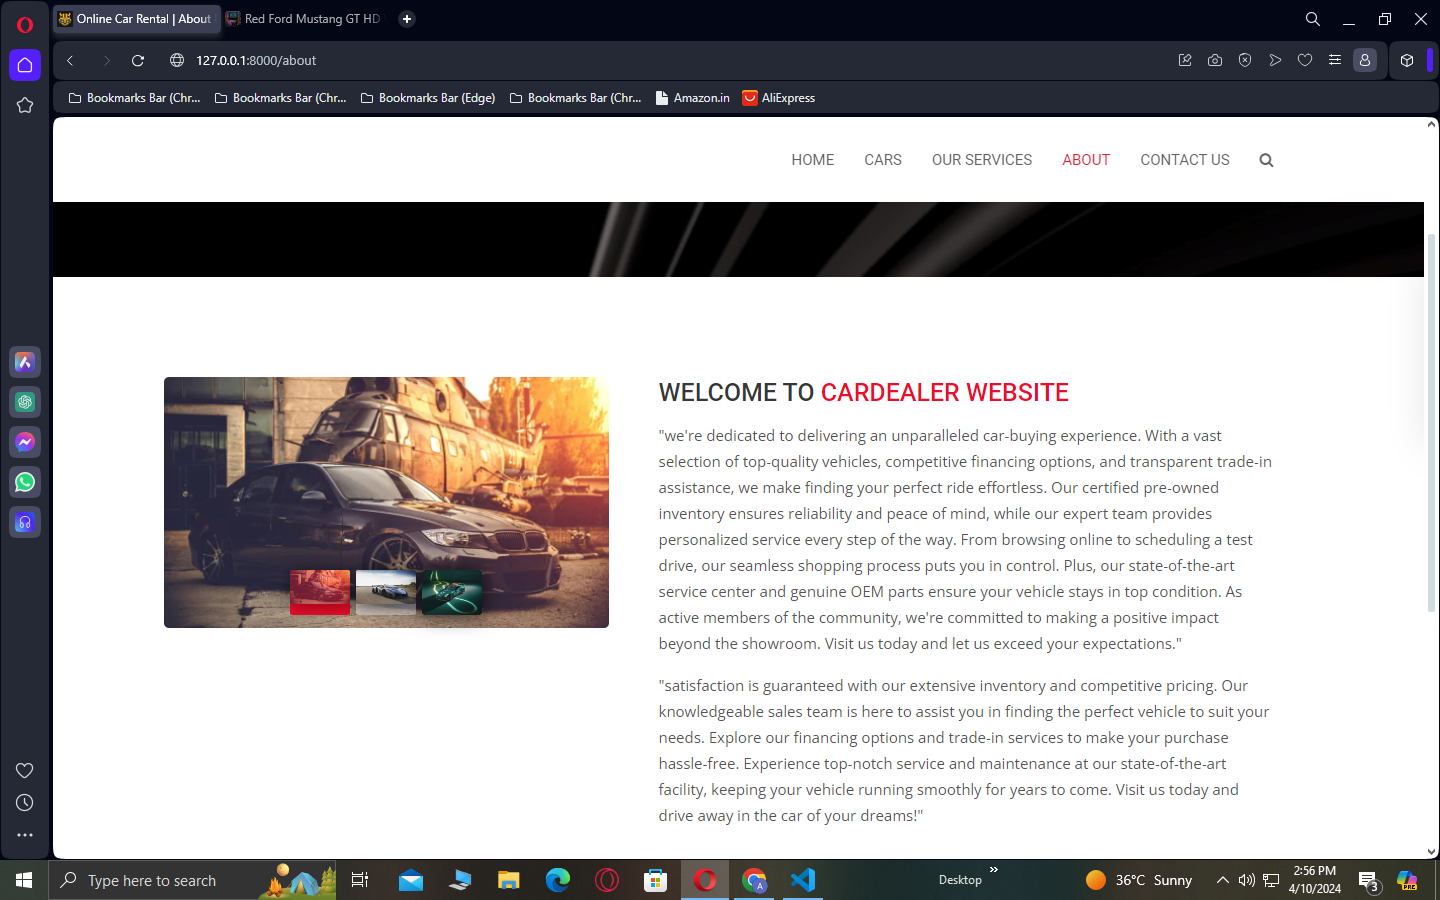 Online Car Rental | About
Red Ford Mustang GT HD
127.0.0.1:8000/about
Bookmarks Bar (Chr...
Bookmarks Bar (Chr...
Bookmarks Bar (Edge)
Bookmarks Bar (Chr...
Amazon.in
AliExpress
HOME
CARS
OUR SERVICES
ABOUT
CONTACT US
WELCOME TO CARDEALER WEBSITE
"we're dedicated to delivering an unparalleled car-buying experience. With a vast
selection of top-quality vehicles, competitive financing options, and transparent trade-in
assistance, we make finding your perfect ride effortless. Our certified pre-owned
inventory ensures reliability and peace of mind, while our expert team provides
personalized service every step of the way. From browsing online to scheduling a test
drive, our seamless shopping process puts you in control. Plus, our state-of-the-art
service center and genuine OEM parts ensure your vehicle stays in top condition. As
active members of the community, we're committed to making a positive impact
beyond the showroom. Visit us today and let us exceed your expectations."
"satisfaction is guaranteed with our extensive inventory and competitive pricing. Our
knowledgeable sales team is here to assist you in finding the perfect vehicle to suit your
needs. Explore our financing options and trade-in services to make your purchase
hassle-free. Experience top-notch service and maintenance at our state-of-the-art
facility, keeping your vehicle running smoothly for years to come. Visit us today and
drive away in the car of your dreams!"
Type here to search
A
Desktop
36°C Sunny
2:56 PM
4/10/2024
3
PRE